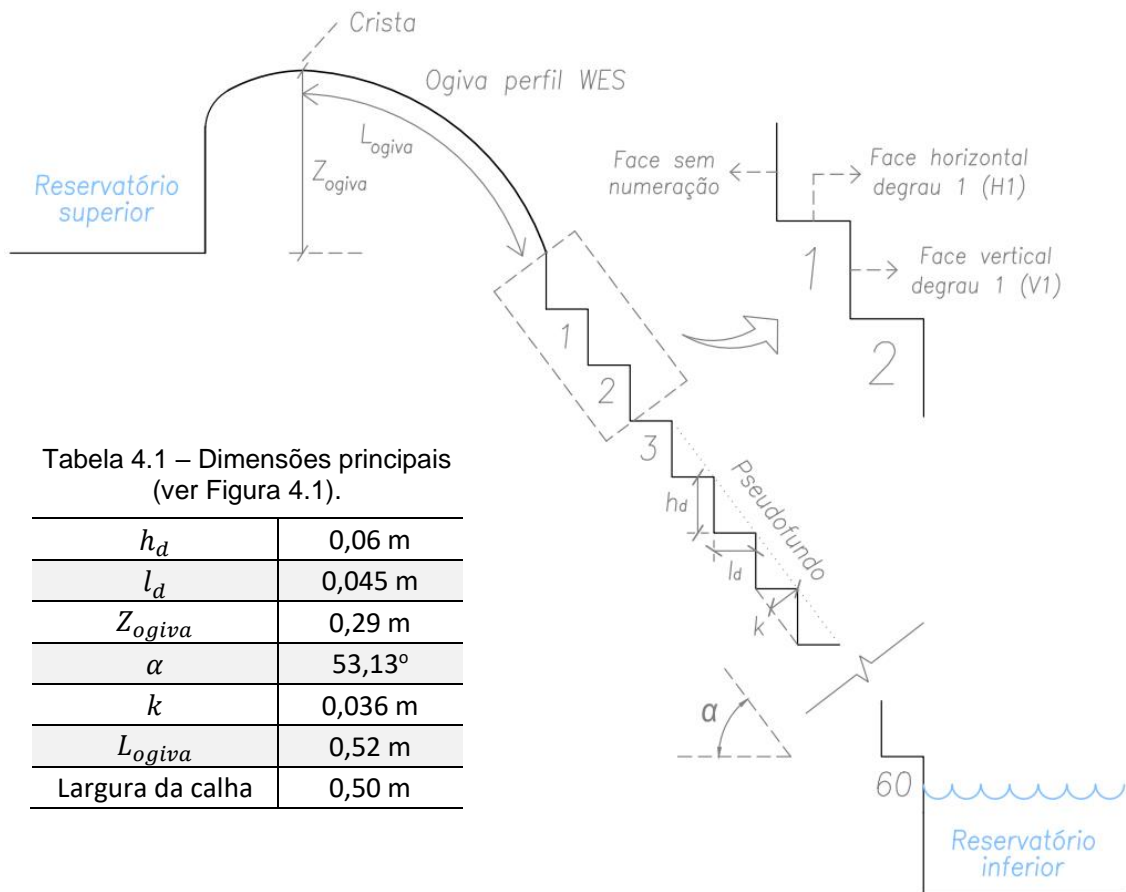 Crista
Ogiva perfil WES
L_ogiva
Z_ogiva
Reservatório
superior
Face sem
numeração
Face horizontal
degrau 1 (H1)
1
Face vertical
degrau 1 (V1)
2
1
2
3
Pseudofundo
h_d
l_d
k
α
60
Reservatório
inferior
Tabela 4.1 – Dimensões principais
(ver Figura 4.1).
h_d 0,06 m
l_d 0,045 m
Z_ogiva 0,29 m
α 53,13º
k 0,036 m
L_ogiva 0,52 m
Largura da calha 0,50 m